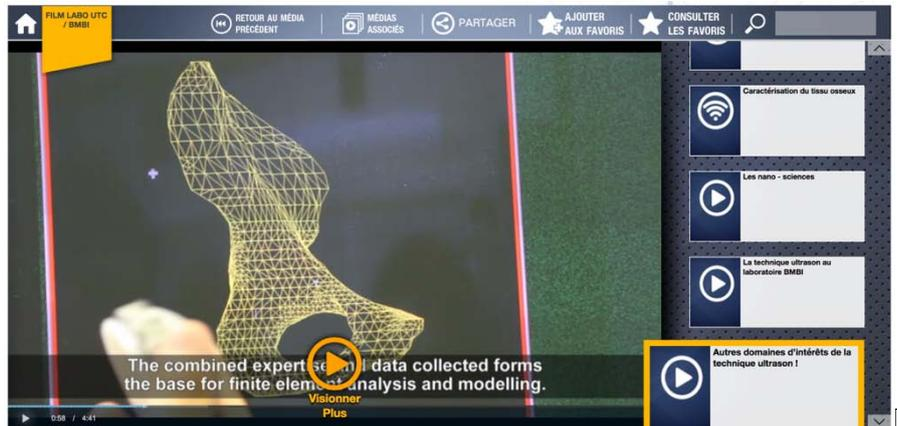 FILM LABO UTC
/ BMBI
RETOUR AU MÉDIA
PRÉCÉDENT
MÉDIAS
ASSOCIÉS
PARTAGER
AJOUTER
AUX FAVORIS
CONSULTER
LES FAVORIS
Caractérisation du tissu osseux
Les nano - sciences
La technique ultrason au
laboratoire BMBI
Autres domaines d'intérêts de la
technique ultrason !
The combined expertise and data collected forms
the base for finite element analysis and modelling.
Visionner
Plus
0:58 / 4:41